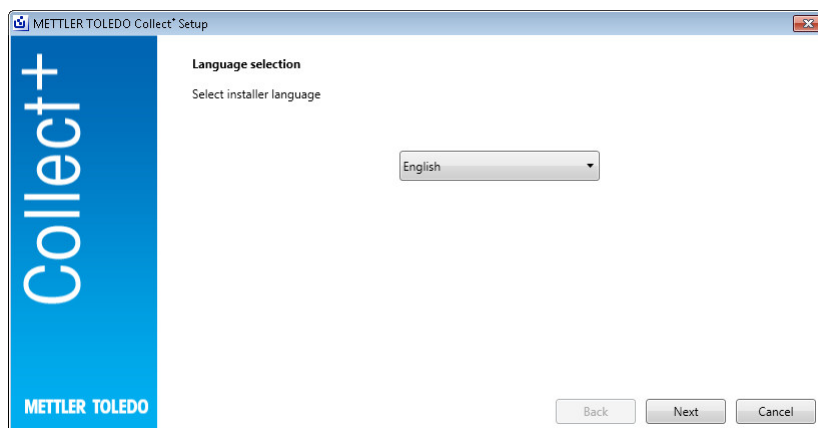 METTLER TOLEDO Collect⁺ Setup
Collect+
METTLER TOLEDO
Language selection
Select installer language
English
Back
Next
Cancel